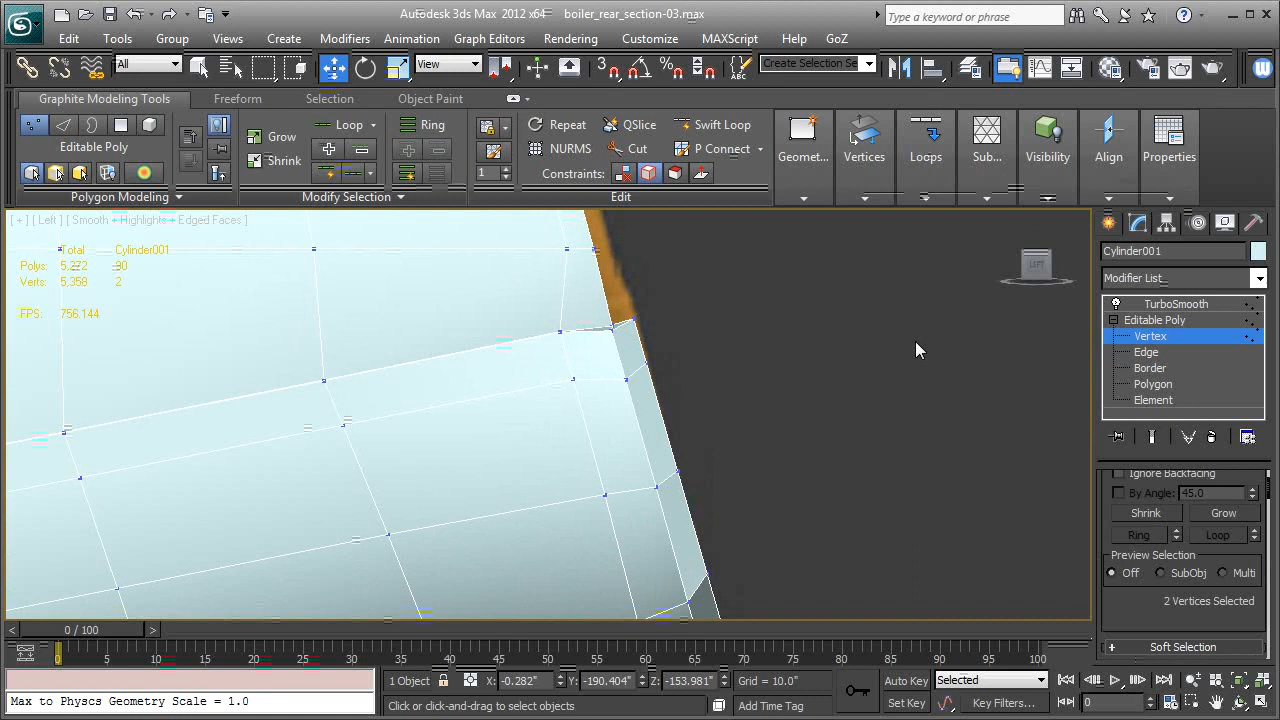 Autodesk 3ds Max 2012 x64 boiler_rear_section-03.max
Type a keyword or phrase
Edit Tools Group Views Create Modifiers Animation Graph Editors Rendering Customize MAXScript Help GoZ
All View Create Selection Se
Graphite Modeling Tools Freeform Selection Object Paint
Loop Ring Repeat QSlice Swift Loop
Grow NURMS Cut P Connect
Editable Poly Shrink Geomet... Vertices Loops Sub... Visibility Align Properties
1 Constraints:
Polygon Modeling Modify Selection Edit
[ + ] [ Left ] [ Smooth + Highlights + Edged Faces ]
Total Cylinder001
Polys: 5.272 90
Verts: 5.358 2
FPS: 756.144
LEFT
Cylinder001
Modifier List
TurboSmooth
Editable Poly
Vertex
Edge
Border
Polygon
Element
Ignore Backfacing
By Angle: 45.0
Shrink Grow
Ring Loop
Preview Selection
Off SubObj Multi
2 Vertices Selected
Soft Selection
0 / 100
0 5 10 15 20 25 30 35 40 45 50 55 60 65 70 75 80 85 90 95 100
1 Object X: -0.282" Y: -190.404" Z: -153.981" Grid = 10.0" Auto Key Selected
Max to Physcs Geometry Scale = 1.0 Click or click-and-drag to select objects Add Time Tag Set Key Key Filters... 0